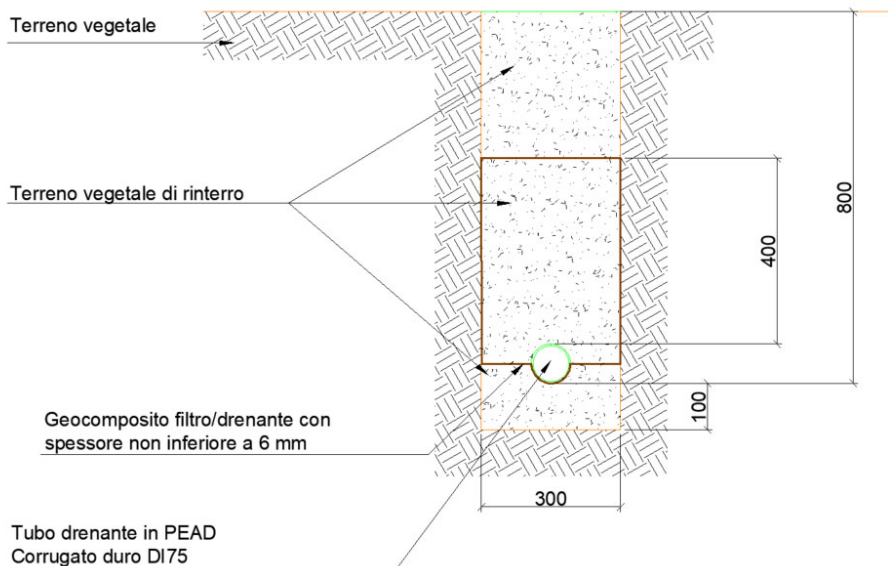 Terreno vegetale
Terreno vegetale di rinterro
400
800
100
Geocomposito filtro/drenante con
spessore non inferiore a 6 mm
300
Tubo drenante in PEAD
Corrugato duro DI75